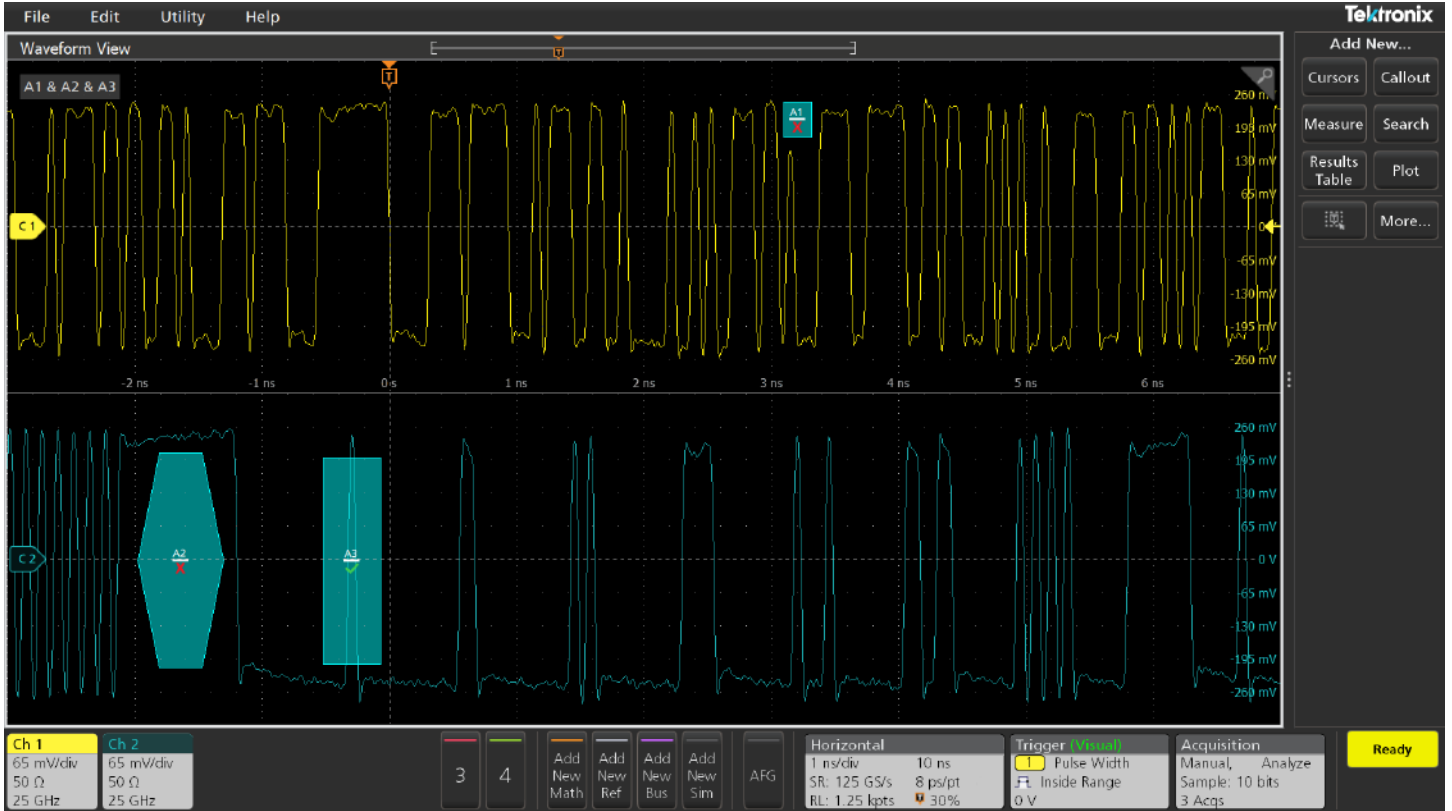 File Edit Utility Help
Tektronix
Waveform View
Add New...
A1 & A2 & A3
T
T
Cursors Callout
Measure Search
Results Table Plot
More...
260 m
195 mV
130 mV
65 mV
0
-65 mV
-130 mV
-195 mV
-260 mV
A1
X
C 1
-2 ns -1 ns 0 s 1 ns 2 ns 3 ns 4 ns 5 ns 6 ns
260 mV
195 mV
130 mV
65 mV
0 V
-65 mV
-130 mV
-195 mV
-260 mV
C 2
A2
X
A3
Ch 1
65 mV/div
50 Ω
25 GHz
Ch 2
65 mV/div
50 Ω
25 GHz
3
4
Add New Math
Add New Ref
Add New Bus
Add New Sim
AFG
Horizontal
1 ns/div 10 ns
SR: 125 GS/s 8 ps/pt
RL: 1.25 kpts 30%
Trigger (Visual)
1 Pulse Width
Inside Range
0 V
Acquisition
Manual, Analyze
Sample: 10 bits
3 Acqs
Ready